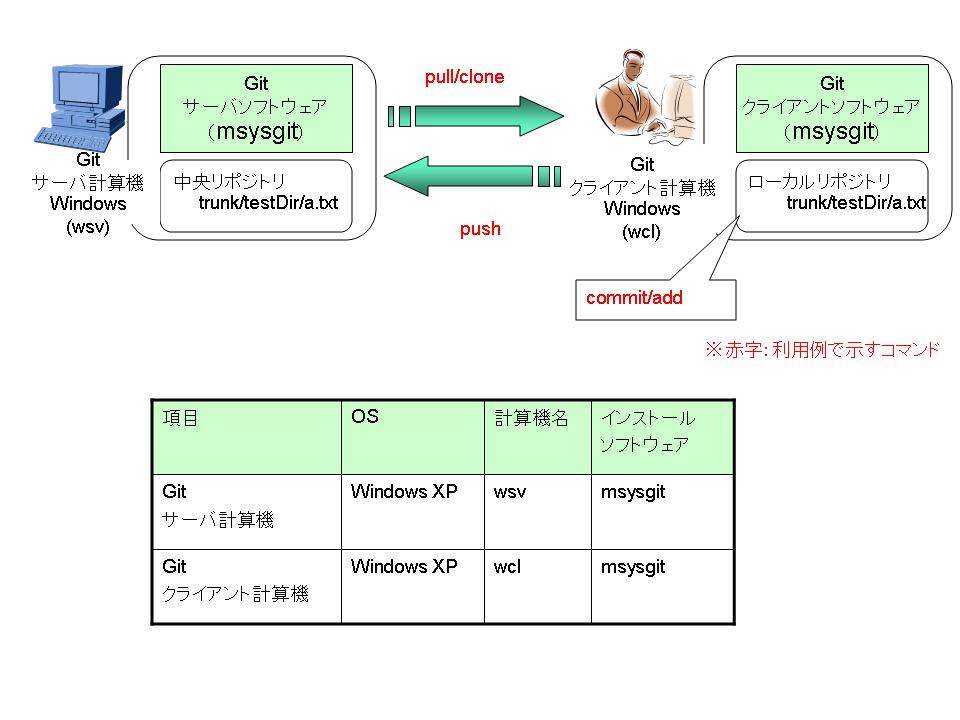 Git
サーバソフトウェア
（msysgit）
中央リポジトリ
trunk/testDir/a.txt
Git
サーバ計算機
Windows
(wsv)
pull/clone
push
Git
クライアントソフトウェア
（msysgit）
ローカルリポジトリ
trunk/testDir/a.txt
Git
クライアント計算機
Windows
(wcl)
commit/add
※赤字：利用例で示すコマンド
項目
OS
計算機名
インストール
ソフトウェア
Git
サーバ計算機
Windows XP
wsv
msysgit
Git
クライアント計算機
Windows XP
wcl
msysgit